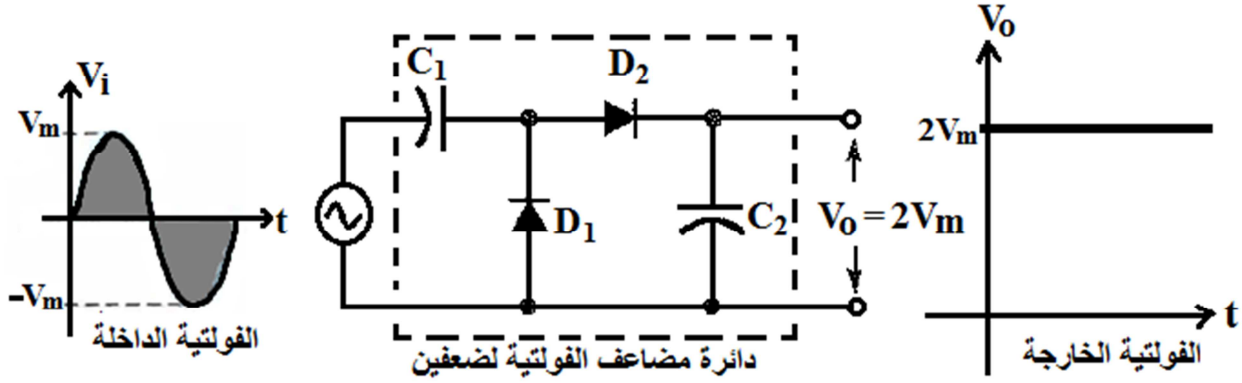 Vi
Vm
t
–Vm
الفولتية الداخلة
C1
D2
D1
C2
Vo = 2Vm
دائرة مضاعف الفولتية لضعفين
Vo
2Vm
t
الفولتية الخارجة